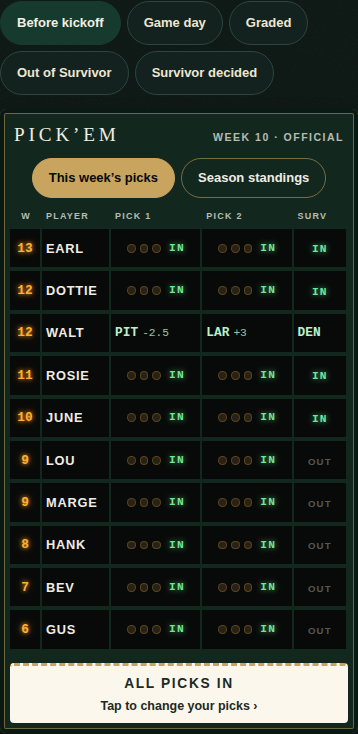 Before kickoff Game day Graded
Out of Survivor Survivor decided
PICK'EM WEEK 10 · OFFICIAL
This week's picks Season standings
W PLAYER PICK 1 PICK 2 SURV
13 EARL IN IN IN
12 DOTTIE IN IN IN
12 WALT PIT -2.5 LAR +3 DEN
11 ROSIE IN IN IN
10 JUNE IN IN IN
9 LOU IN IN OUT
9 MARGE IN IN OUT
8 HANK IN IN OUT
7 BEV IN IN OUT
6 GUS IN IN OUT
ALL PICKS IN
Tap to change your picks ›